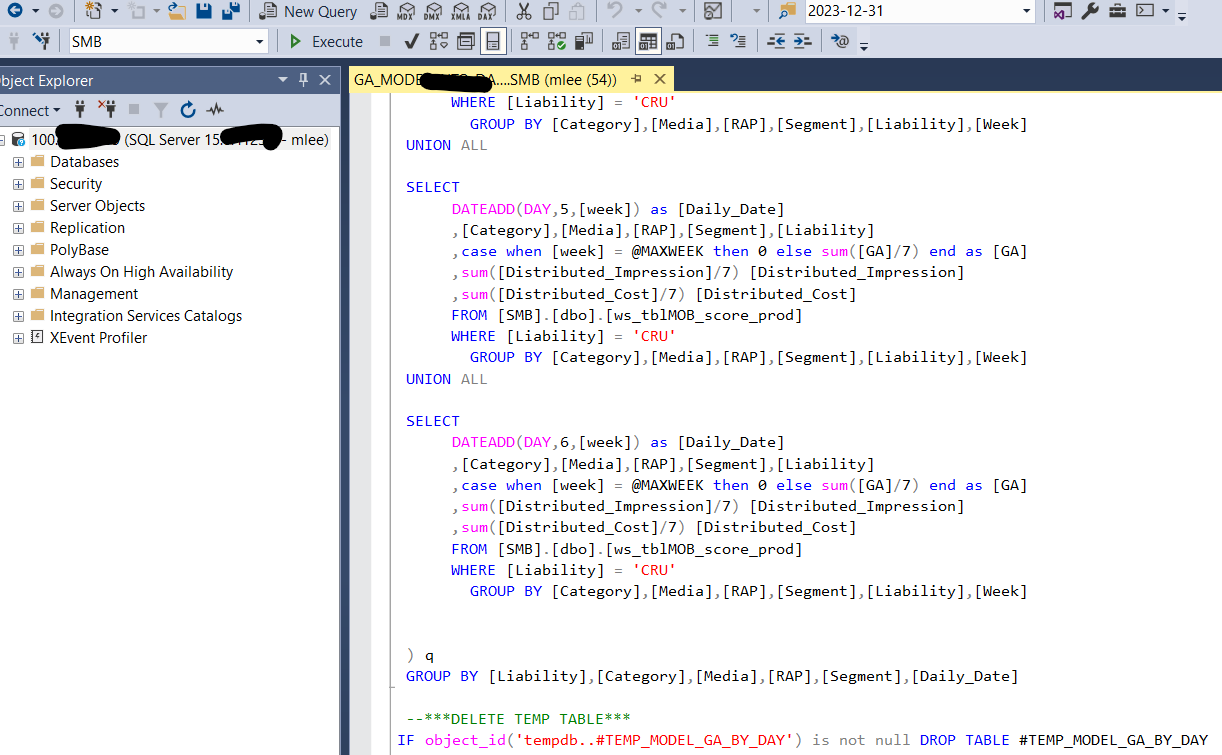 New Query
MDX
DMX
XMLA
DAX
2023-12-31
SMB
Execute
bject Explorer
GA_MODE A....SMB (mlee (54))
onnect
100. (SQL Server 15. - mlee)
Databases
Security
Server Objects
Replication
PolyBase
Always On High Availability
Management
Integration Services Catalogs
XEvent Profiler
WHERE [Liability] = 'CRU'
GROUP BY [Category],[Media],[RAP],[Segment],[Liability],[Week]
UNION ALL
SELECT
DATEADD(DAY,5,[week]) as [Daily_Date]
,[Category],[Media],[RAP],[Segment],[Liability]
,case when [week] = @MAXWEEK then 0 else sum([GA]/7) end as [GA]
,sum([Distributed_Impression]/7) [Distributed_Impression]
,sum([Distributed_Cost]/7) [Distributed_Cost]
FROM [SMB].[dbo].[ws_tblMOB_score_prod]
WHERE [Liability] = 'CRU'
GROUP BY [Category],[Media],[RAP],[Segment],[Liability],[Week]
UNION ALL
SELECT
DATEADD(DAY,6,[week]) as [Daily_Date]
,[Category],[Media],[RAP],[Segment],[Liability]
,case when [week] = @MAXWEEK then 0 else sum([GA]/7) end as [GA]
,sum([Distributed_Impression]/7) [Distributed_Impression]
,sum([Distributed_Cost]/7) [Distributed_Cost]
FROM [SMB].[dbo].[ws_tblMOB_score_prod]
WHERE [Liability] = 'CRU'
GROUP BY [Category],[Media],[RAP],[Segment],[Liability],[Week]
) q
GROUP BY [Liability],[Category],[Media],[RAP],[Segment],[Daily_Date]
--***DELETE TEMP TABLE***
IF object_id('tempdb..#TEMP_MODEL_GA_BY_DAY') is not null DROP TABLE #TEMP_MODEL_GA_BY_DAY